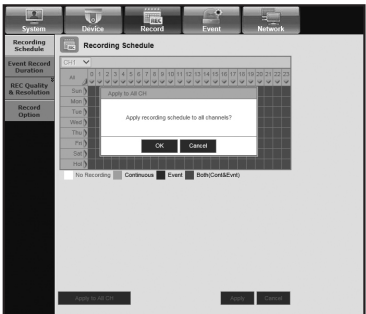 System Device Record Event Network
REC
Recording Schedule
Event Record Duration
REC Quality & Resolution
Record Option
Recording Schedule
CH1
All 0 1 2 3 4 5 6 7 8 9 10 11 12 13 14 15 16 17 18 19 20 21 22 23
Sun
Mon
Tue
Wed
Thu
Fri
Sat
Hol
Apply to All CH
Apply recording schedule to all channels?
OK Cancel
No Recording Continuous Event Both(Cont&Evnt)
Apply to All CH Apply Cancel